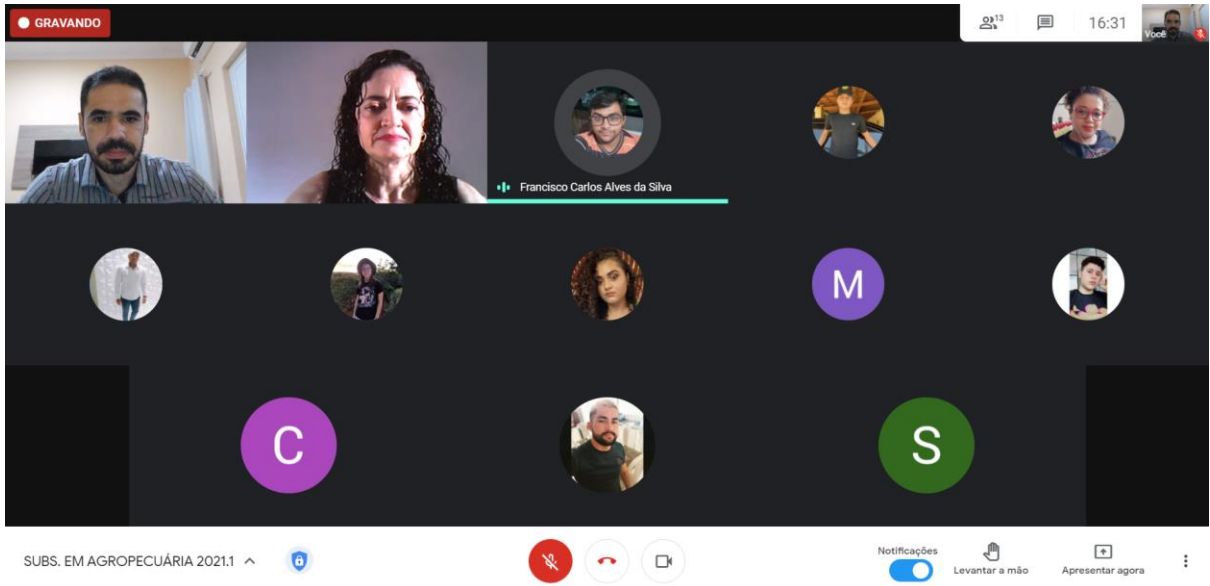 GRAVANDO
13
16:31
Você
Francisco Carlos Alves da Silva
M
C
S
SUBS. EM AGROPECUÁRIA 2021.1
Notificações
Levantar a mão
Apresentar agora